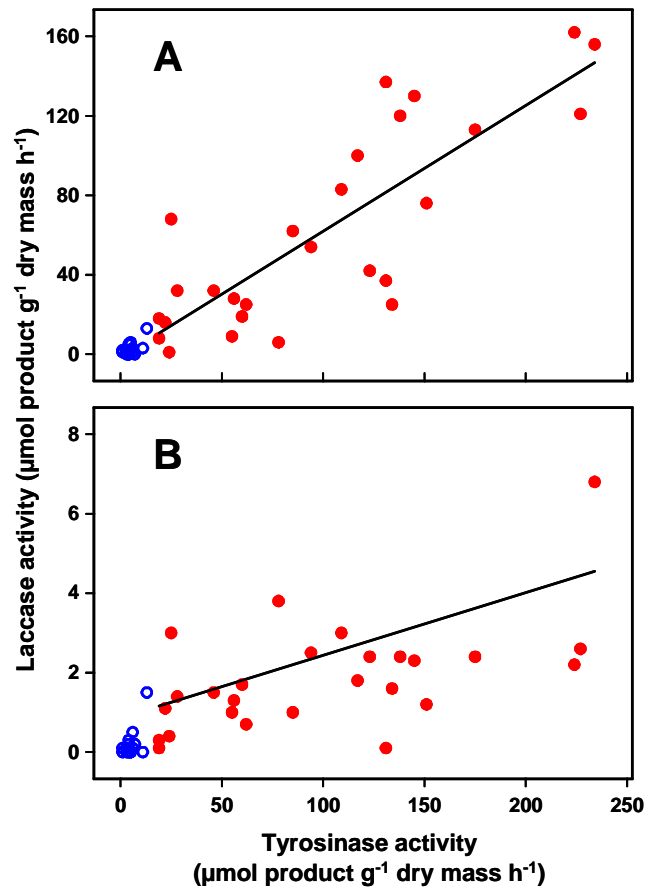 A
160
120
80
40
0
B
8
6
4
2
0
0 50 100 150 200 250
Laccase activity (µmol product g⁻¹ dry mass h⁻¹)
Tyrosinase activity
(µmol product g⁻¹ dry mass h⁻¹)